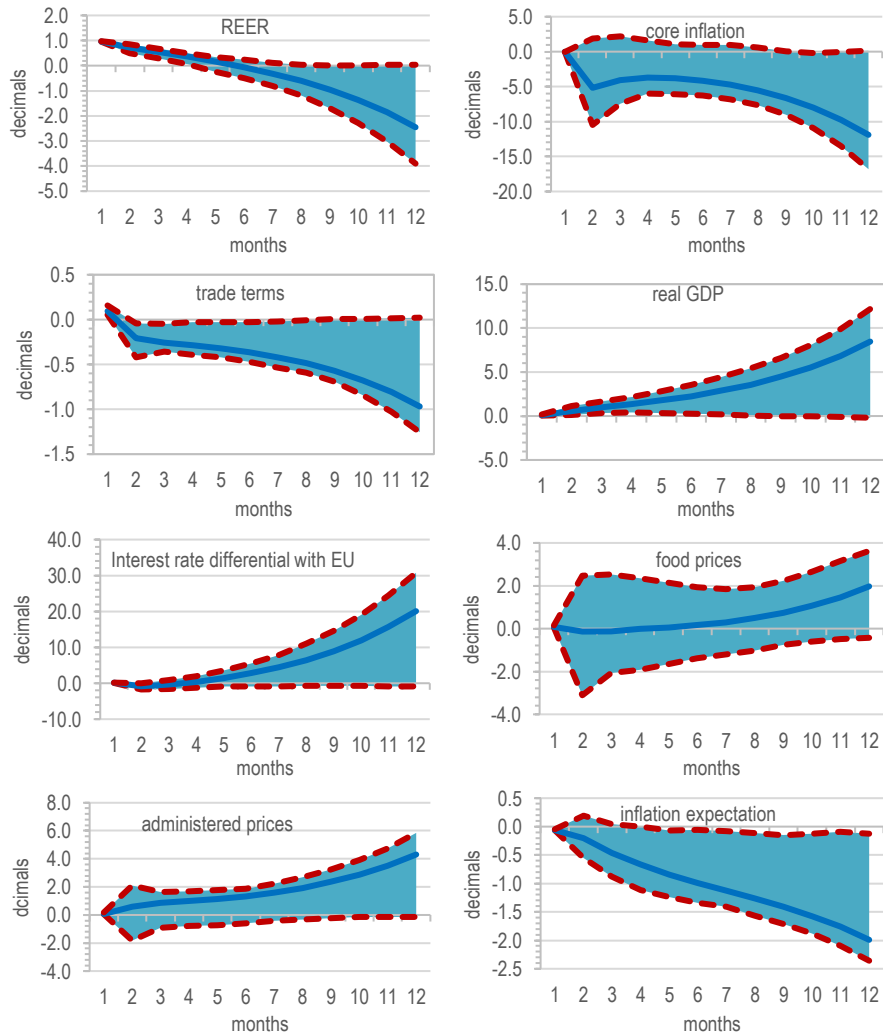 REER
2.0
1.0
0.0
-1.0
-2.0
-3.0
-4.0
-5.0
decimals
1 2 3 4 5 6 7 8 9 10 11 12
months
core inflation
5.0
0.0
-5.0
-10.0
-15.0
-20.0
decimals
1 2 3 4 5 6 7 8 9 10 11 12
months
trade terms
0.5
0.0
-0.5
-1.0
-1.5
decimals
1 2 3 4 5 6 7 8 9 10 11 12
months
real GDP
15.0
10.0
5.0
0.0
-5.0
decimals
1 2 3 4 5 6 7 8 9 10 11 12
months
Interest rate differential with EU
40.0
30.0
20.0
10.0
0.0
-10.0
decimals
1 2 3 4 5 6 7 8 9 10 11 12
months
food prices
4.0
2.0
0.0
-2.0
-4.0
decimals
1 2 3 4 5 6 7 8 9 10 11 12
months
administered prices
8.0
6.0
4.0
2.0
0.0
-2.0
-4.0
dcimals
1 2 3 4 5 6 7 8 9 10 11 12
months
inflation expectation
0.5
0.0
-0.5
-1.0
-1.5
-2.0
-2.5
decimals
1 2 3 4 5 6 7 8 9 10 11 12
months